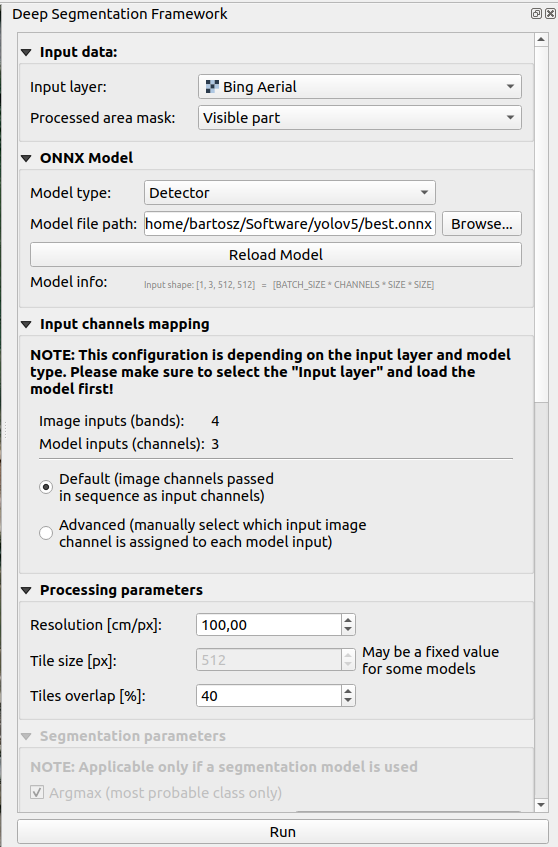 Deep Segmentation Framework
Input data:
Input layer: Bing Aerial
Processed area mask: Visible part
ONNX Model
Model type: Detector
Model file path: home/bartosz/Software/yolov5/best.onnx Browse...
Reload Model
Model info: Input shape: [1, 3, 512, 512] = [BATCH_SIZE * CHANNELS * SIZE * SIZE]
Input channels mapping
NOTE: This configuration is depending on the input layer and model
type. Please make sure to select the "Input layer" and load the
model first!
Image inputs (bands): 4
Model inputs (channels): 3
Default (image channels passed
in sequence as input channels)
Advanced (manually select which input image
channel is assigned to each model input)
Processing parameters
Resolution [cm/px]: 100,00
Tile size [px]: 512 May be a fixed value
for some models
Tiles overlap [%]: 40
Segmentation parameters
NOTE: Applicable only if a segmentation model is used
Argmax (most probable class only)
Run